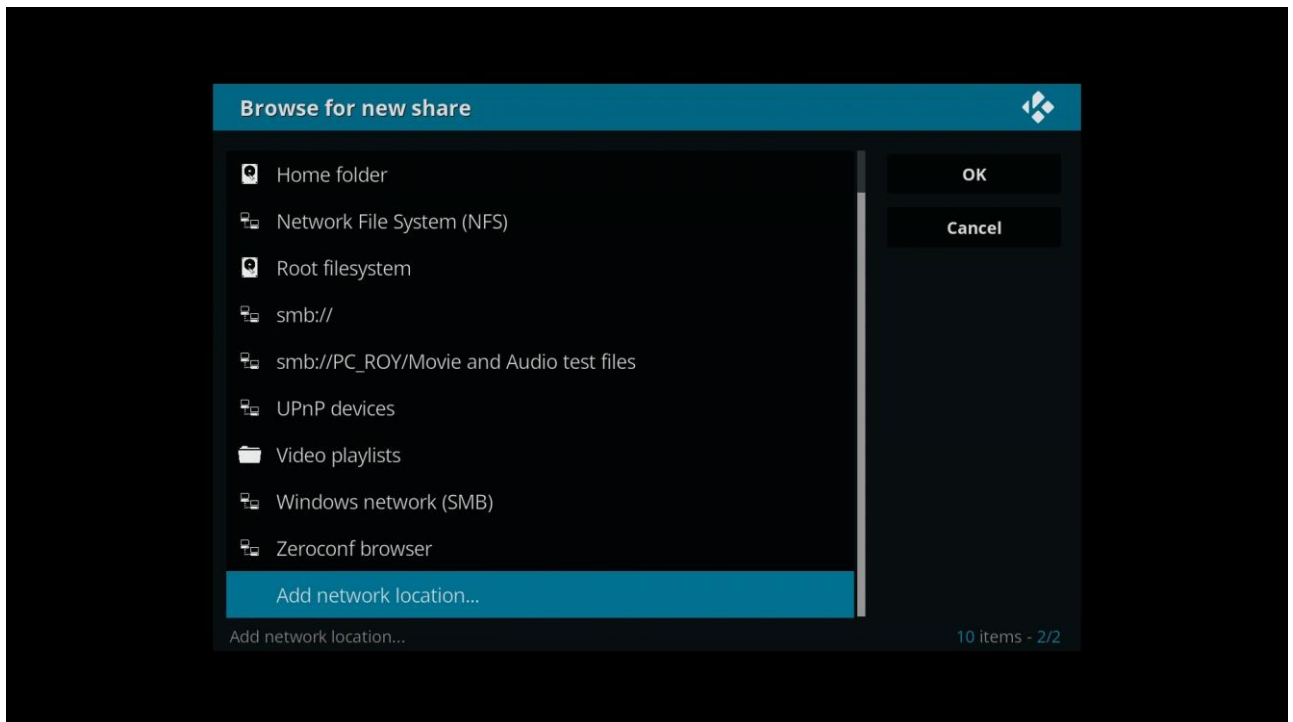 Browse for new share
Home folder
Network File System (NFS)
Root filesystem
smb://
smb://PC_ROY/Movie and Audio test files
UPnP devices
Video playlists
Windows network (SMB)
Zeroconf browser
Add network location...
OK
Cancel
Add network location...
10 items - 2/2